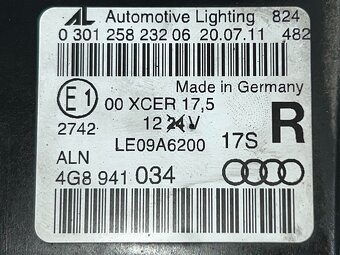 AL Automotive Lighting 824
0 301 258 232 06 20.07.11 482
Made in Germany
E1 00 XCER 17,5
2742 12 24 V
LE09A6200 17S R
ALN
4G8 941 034